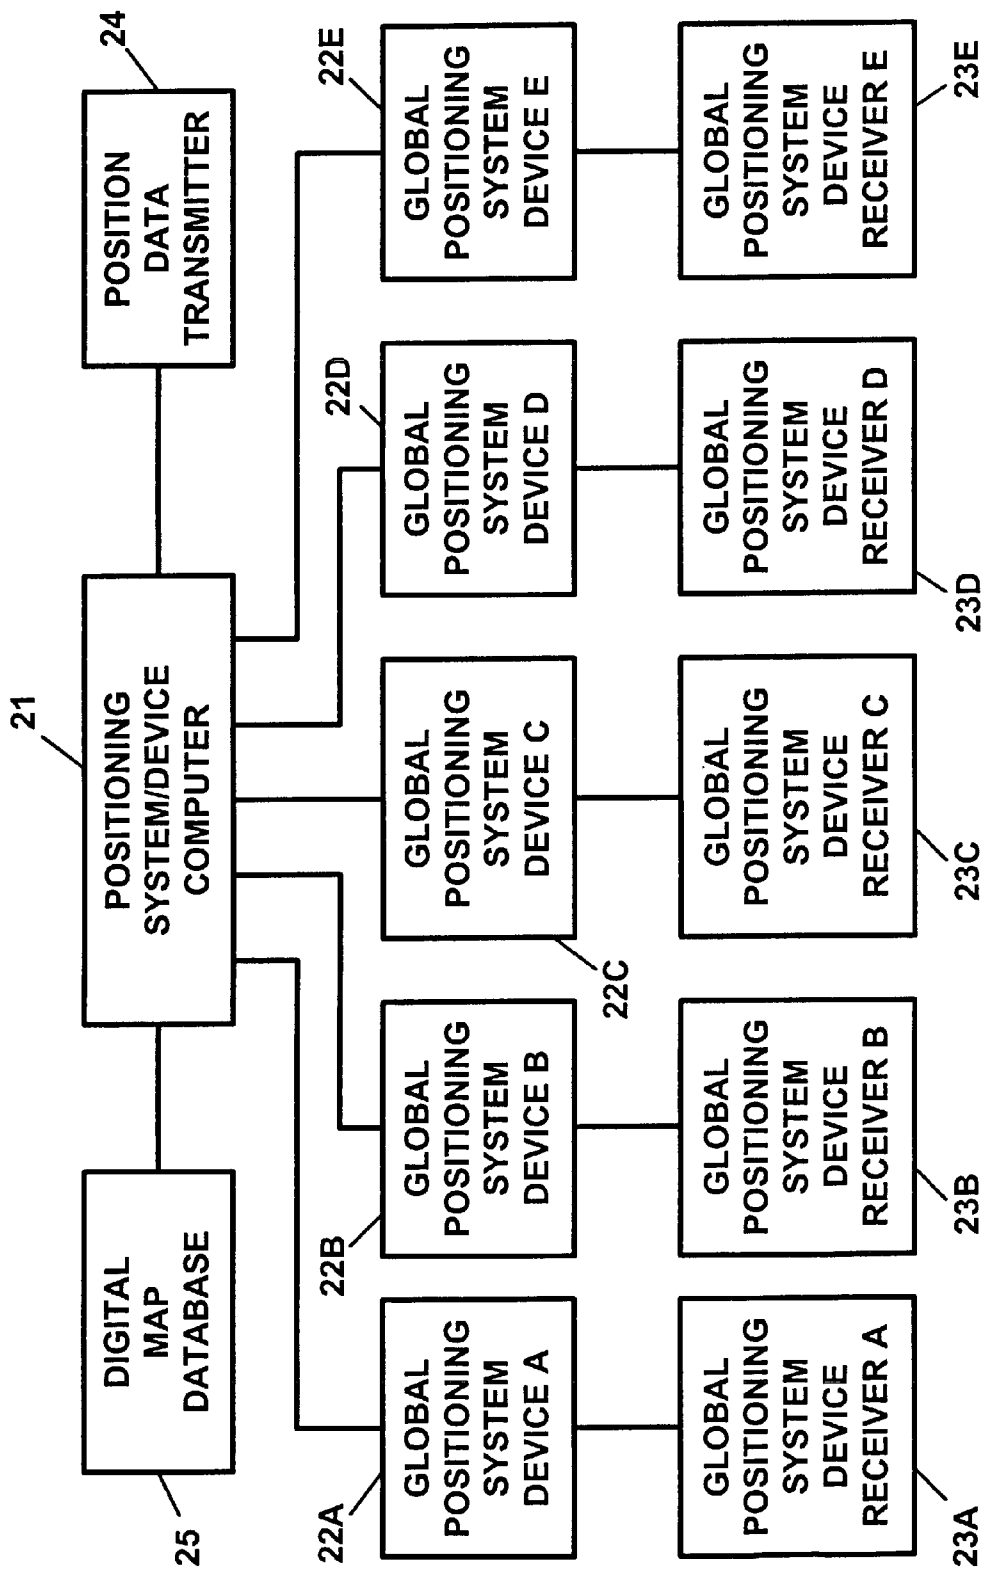 25
DIGITAL
MAP
DATABASE
21
POSITIONING
SYSTEM/DEVICE
COMPUTER
24
POSITION
DATA
TRANSMITTER
22A
GLOBAL
POSITIONING
SYSTEM
DEVICE A
22B
GLOBAL
POSITIONING
SYSTEM
DEVICE B
22C
GLOBAL
POSITIONING
SYSTEM
DEVICE C
22D
GLOBAL
POSITIONING
SYSTEM
DEVICE D
22E
GLOBAL
POSITIONING
SYSTEM
DEVICE E
23A
GLOBAL
POSITIONING
SYSTEM
DEVICE
RECEIVER A
23B
GLOBAL
POSITIONING
SYSTEM
DEVICE
RECEIVER B
23C
GLOBAL
POSITIONING
SYSTEM
DEVICE
RECEIVER C
23D
GLOBAL
POSITIONING
SYSTEM
DEVICE
RECEIVER D
23E
GLOBAL
POSITIONING
SYSTEM
DEVICE
RECEIVER E